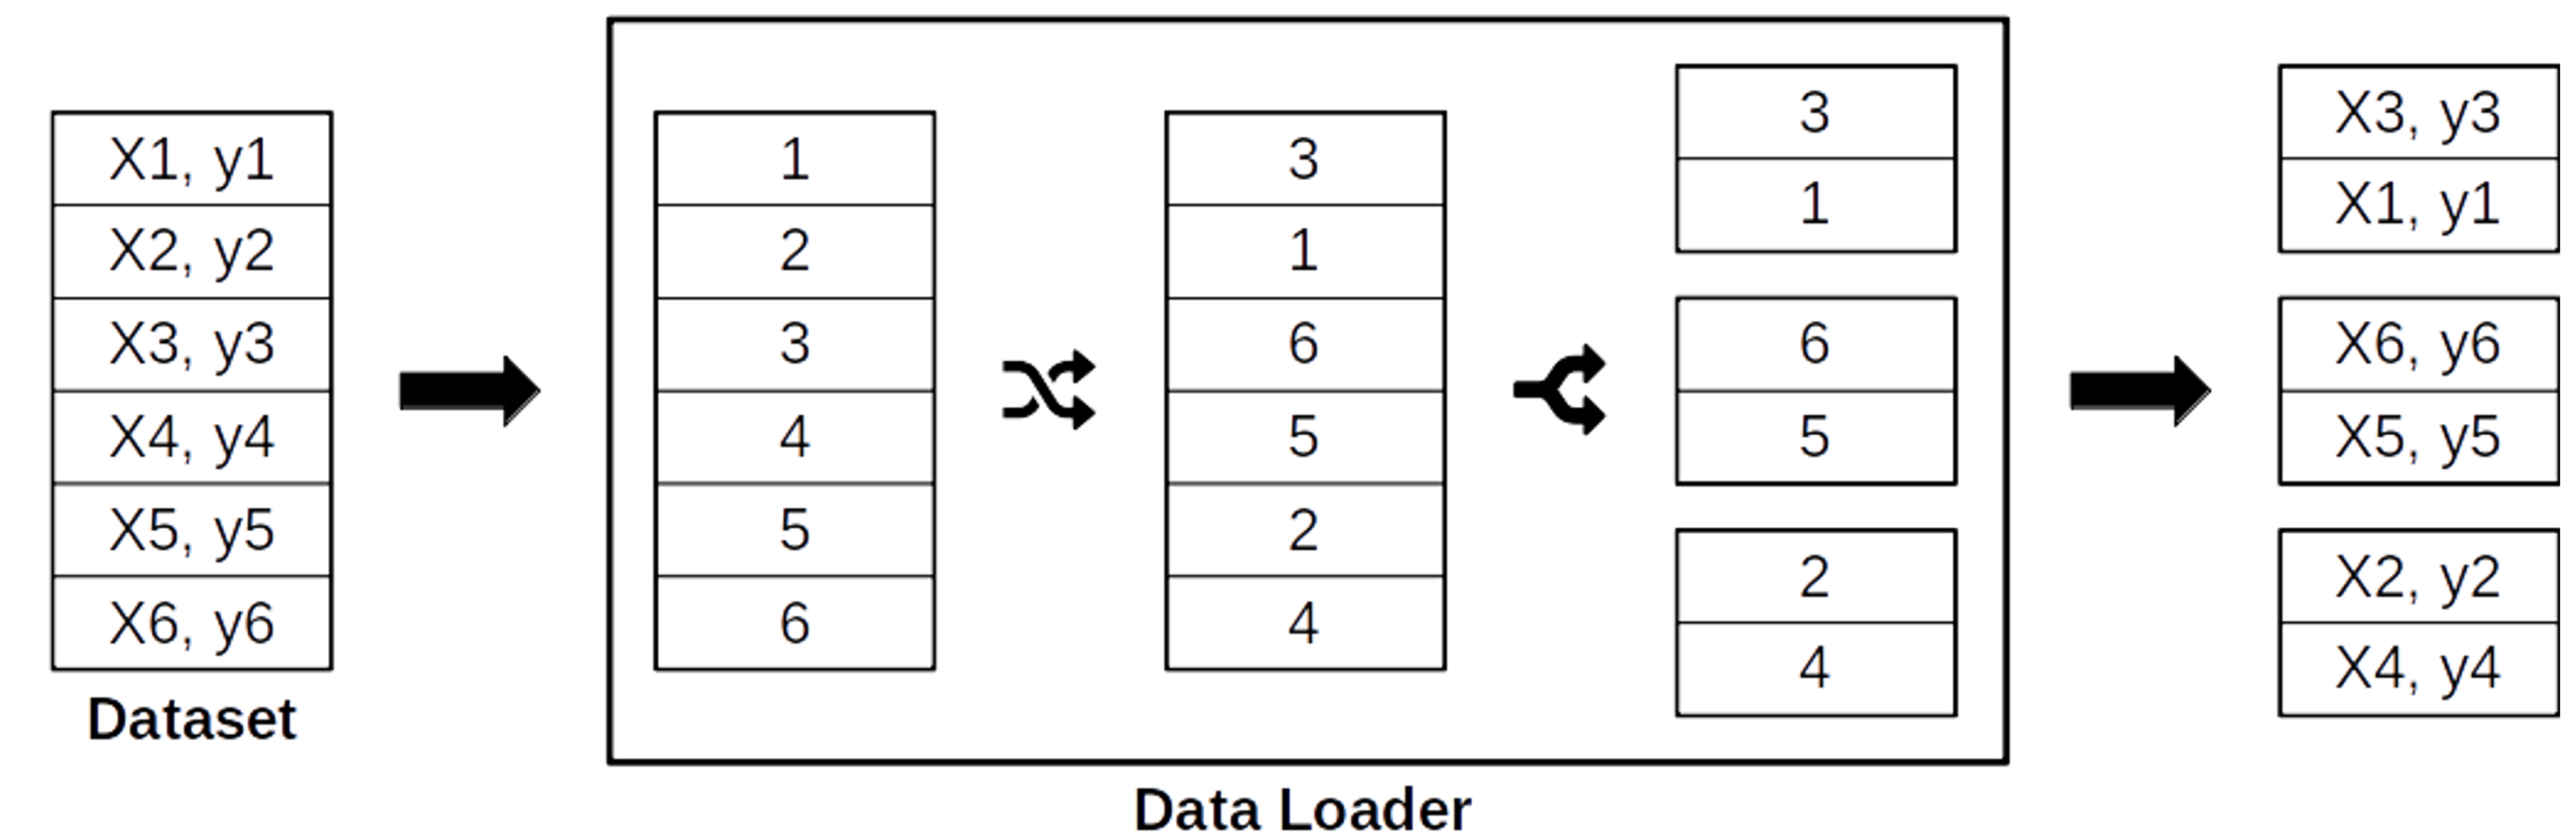 X1, y1
X2, y2
X3, y3
X4, y4
X5, y5
X6, y6
Dataset
1
2
3
4
5
6
3
1
6
5
2
4
3
1
6
5
2
4
Data Loader
X3, y3
X1, y1
X6, y6
X5, y5
X2, y2
X4, y4